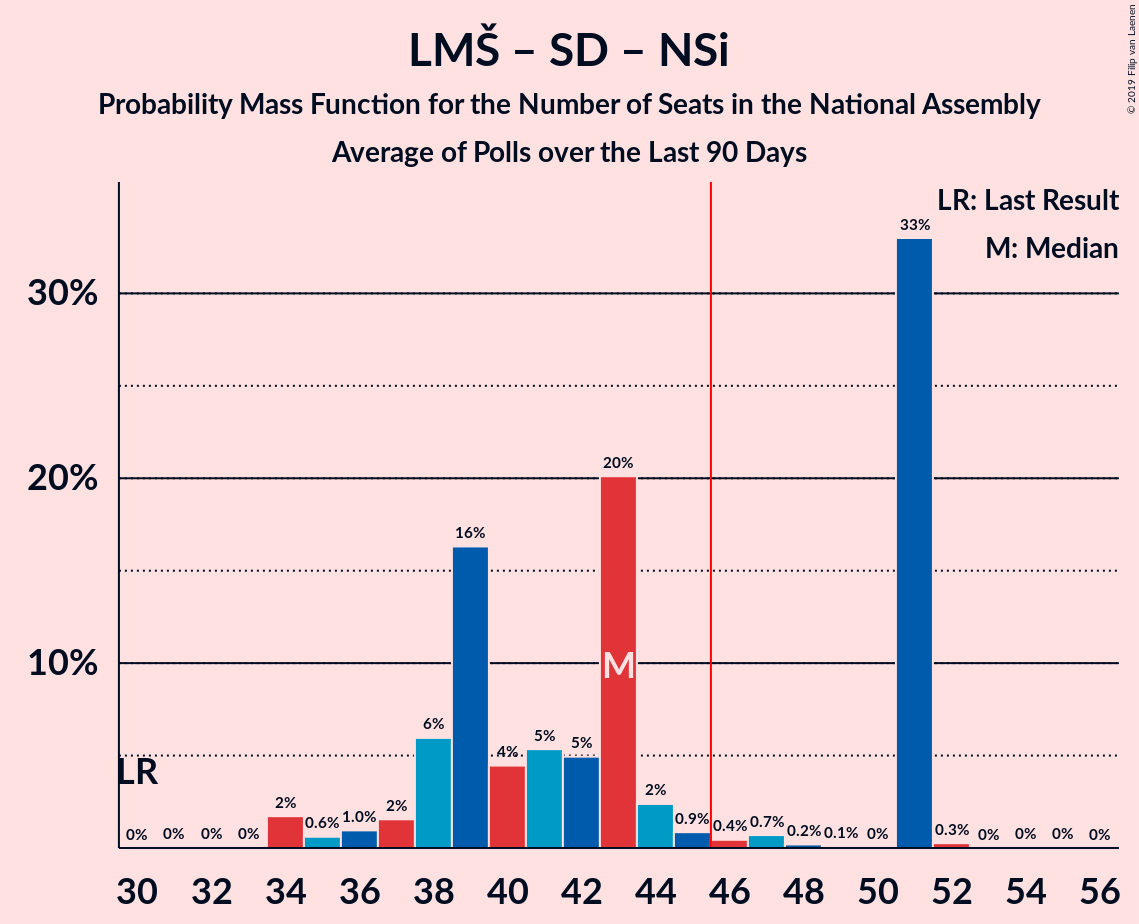 LMŠ – SD – NSi
Probability Mass Function for the Number of Seats in the National Assembly
Average of Polls over the Last 90 Days
© 2019 Filip van Laenen
LR: Last Result
M: Median
30%
20%
10%
LR
M
0% 0% 0% 0% 2% 0.6% 1.0% 2% 6% 16% 4% 5% 5% 20% 2% 0.9% 0.4% 0.7% 0.2% 0.1% 0% 33% 0.3% 0% 0% 0% 0%
30 32 34 36 38 40 42 44 46 48 50 52 54 56